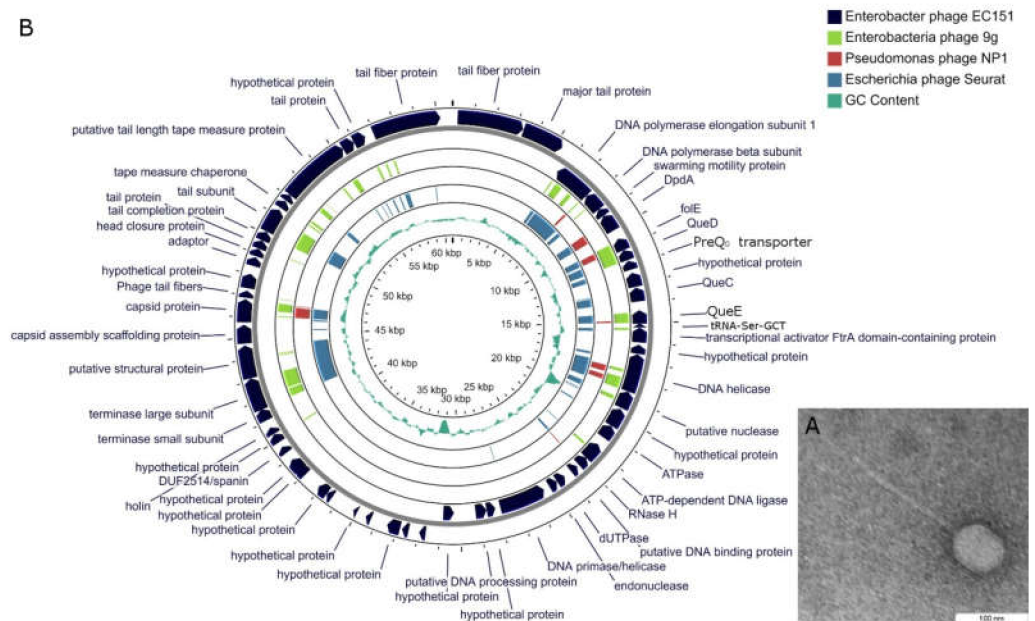 B
Enterobacter phage EC151
Enterobacteria phage 9g
Pseudomonas phage NP1
Escherichia phage Seurat
GC Content
tail fiber protein
tail fiber protein
major tail protein
DNA polymerase elongation subunit 1
DNA polymerase beta subunit
swarming motility protein
DpdA
folE
QueD
PreQ₀ transporter
hypothetical protein
QueC
QueE
tRNA-Ser-GCT
transcriptional activator FtrA domain-containing protein
hypothetical protein
DNA helicase
putative nuclease
hypothetical protein
ATPase
ATP-dependent DNA ligase
RNase H
putative DNA binding protein
dUTPase
endonuclease
DNA primase/helicase
hypothetical protein
hypothetical protein
putative DNA processing protein
hypothetical protein
hypothetical protein
hypothetical protein
hypothetical protein
hypothetical protein
holin
DUF2514/spanin
hypothetical protein
terminase small subunit
terminase large subunit
putative structural protein
capsid assembly scaffolding protein
capsid protein
Phage tail fibers
hypothetical protein
adaptor
head closure protein
tail completion protein
tail protein
tail subunit
tape measure chaperone
putative tail length tape measure protein
tail protein
hypothetical protein
60 kbp
5 kbp
10 kbp
15 kbp
20 kbp
25 kbp
30 kbp
35 kbp
40 kbp
45 kbp
50 kbp
55 kbp
A
100 nm